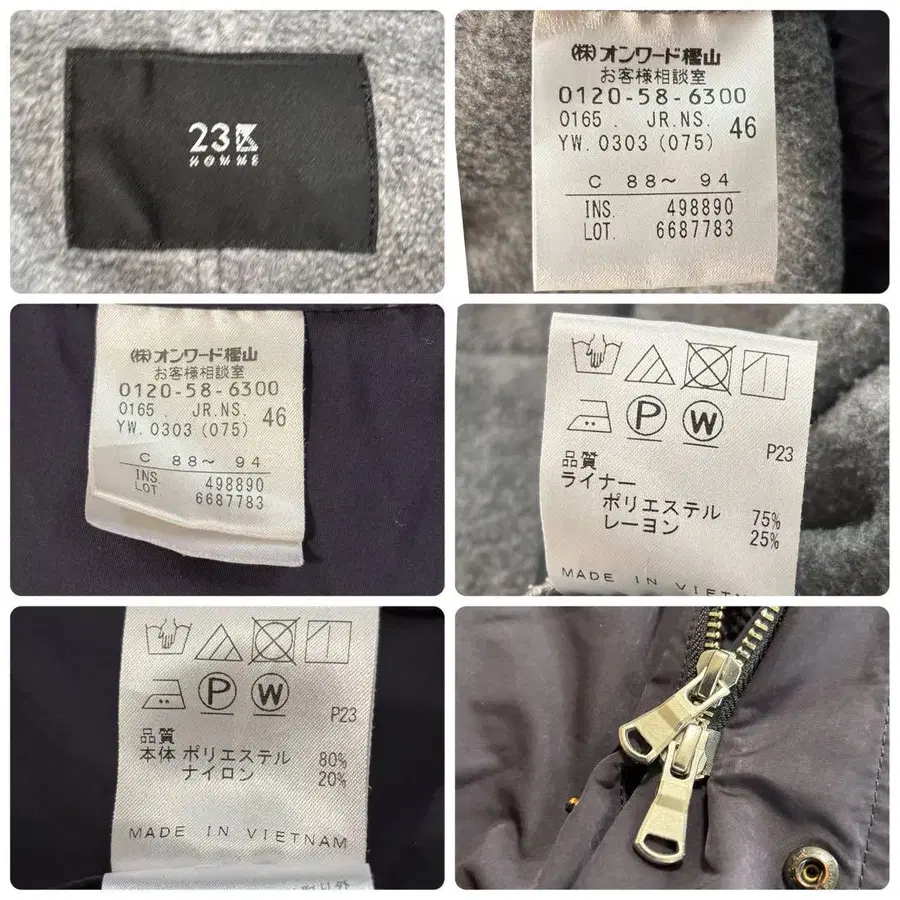 23区
HOMME
(株)オンワード樫山
お客様相談室
0120-58-6300
0165. JR.NS. 46
YW. 0303 (075)
C 88~ 94
INS. 498890
LOT. 6687783
(株)オンワード樫山
お客様相談室
0120-58-6300
0165 JR.NS. 46
YW. 0303 (075)
C 88~ 94
INS. 498890
LOT 6687783
P W
P23
品質
ライナー
ポリエステル 75%
レーヨン 25%
MADE IN VIETNA
P W
P23
品質
本体 ポリエステル 80%
ナイロン 20%
MADE IN VIETNAM